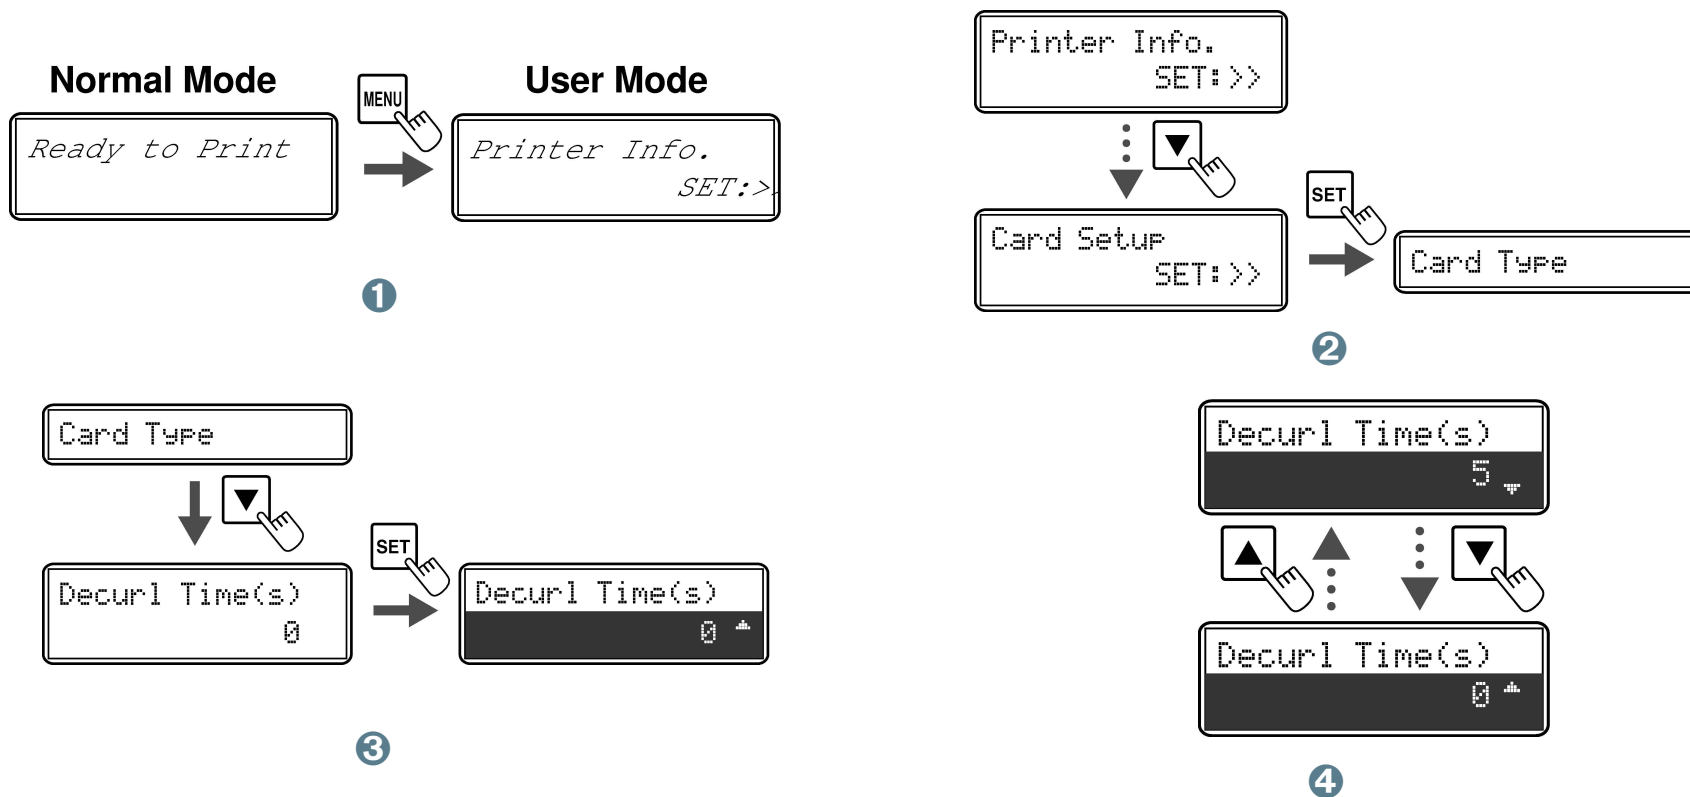 Normal Mode
MENU
User Mode
Ready to Print
Printer Info.
SET:>>
1
Printer Info.
SET:>>
Card Setup
SET:>>
SET
Card Type
2
Card Type
Decurl Time(s)
0
SET
Decurl Time(s)
0
3
Decurl Time(s)
5
Decurl Time(s)
0
4